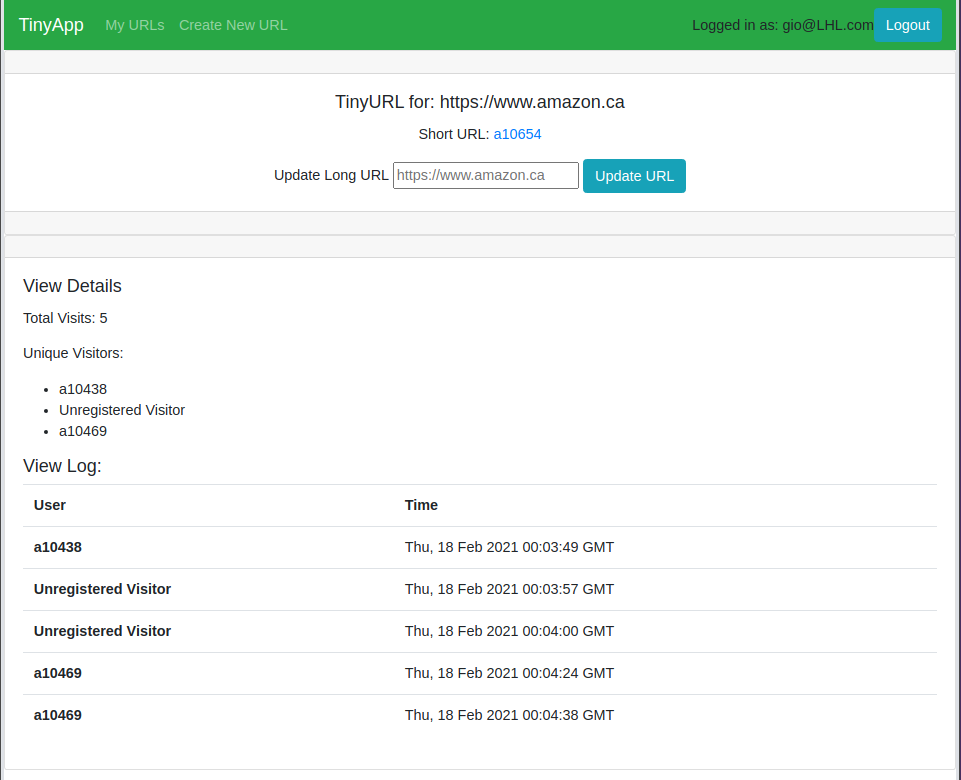 TinyApp My URLs Create New URL Logged in as: gio@LHL.com Logout
TinyURL for: https://www.amazon.ca
Short URL: a10654
Update Long URL https://www.amazon.ca Update URL
View Details
Total Visits: 5
Unique Visitors:
a10438
Unregistered Visitor
a10469
View Log:
User Time
a10438 Thu, 18 Feb 2021 00:03:49 GMT
Unregistered Visitor Thu, 18 Feb 2021 00:03:57 GMT
Unregistered Visitor Thu, 18 Feb 2021 00:04:00 GMT
a10469 Thu, 18 Feb 2021 00:04:24 GMT
a10469 Thu, 18 Feb 2021 00:04:38 GMT